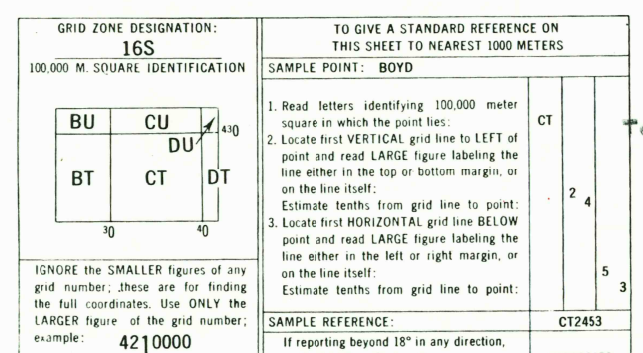 GRID ZONE DESIGNATION:
16S
100,000 M. SQUARE IDENTIFICATION
BU CU
430
DU
BT CT DT
30 40
IGNORE the SMALLER figures of any
grid number; these are for finding
the full coordinates. Use ONLY the
LARGER figure of the grid number;
example: 4210000
TO GIVE A STANDARD REFERENCE ON
THIS SHEET TO NEAREST 1000 METERS
SAMPLE POINT: BOYD
1. Read letters identifying 100,000 meter
square in which the point lies: CT
2. Locate first VERTICAL grid line to LEFT of
point and read LARGE figure labeling the
line either in the top or bottom margin, or
on the line itself: 2
Estimate tenths from grid line to point: 4
3. Locate first HORIZONTAL grid line BELOW
point and read LARGE figure labeling the
line either in the left or right margin, or
on the line itself: 5
Estimate tenths from grid line to point: 3
SAMPLE REFERENCE: CT2453
If reporting beyond 18° in any direction,